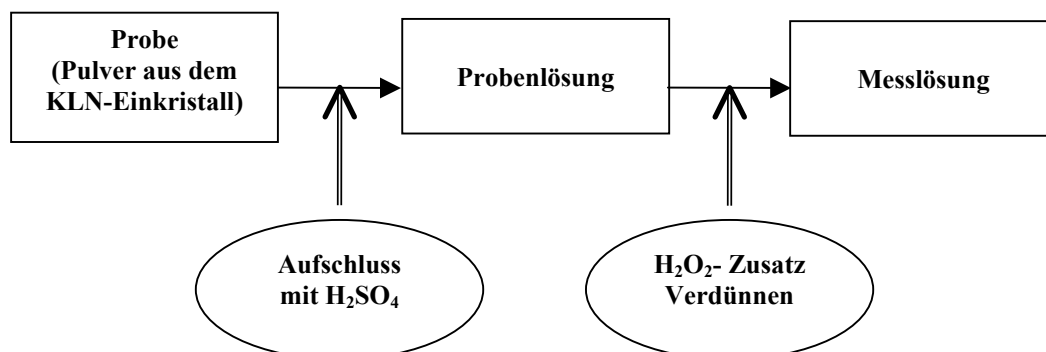 Probe
(Pulver aus dem
KLN-Einkristall)
Probenlösung
Messlösung
Aufschluss
mit H₂SO₄
H₂O₂- Zusatz
Verdünnen